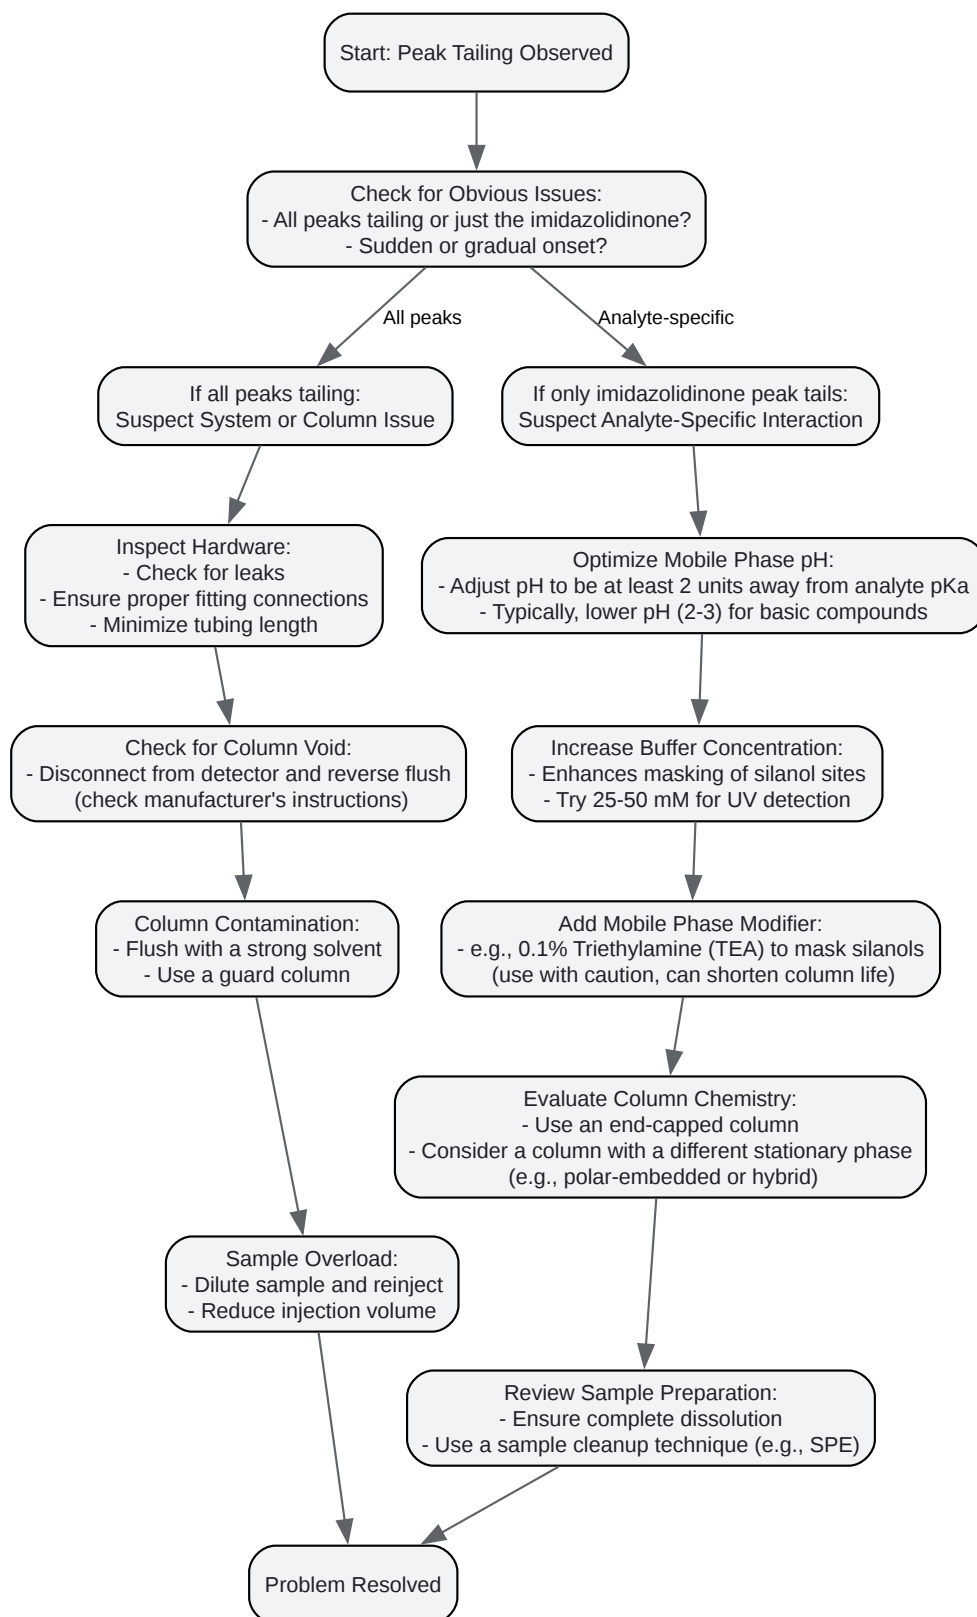 Start: Peak Tailing Observed
Check for Obvious Issues:
- All peaks tailing or just the imidazolidinone?
- Sudden or gradual onset?
All peaks
Analyte-specific
If all peaks tailing:
Suspect System or Column Issue
If only imidazolidinone peak tails:
Suspect Analyte-Specific Interaction
Inspect Hardware:
- Check for leaks
- Ensure proper fitting connections
- Minimize tubing length
Optimize Mobile Phase pH:
- Adjust pH to be at least 2 units away from analyte pKa
- Typically, lower pH (2-3) for basic compounds
Check for Column Void:
- Disconnect from detector and reverse flush
(check manufacturer's instructions)
Increase Buffer Concentration:
- Enhances masking of silanol sites
- Try 25-50 mM for UV detection
Column Contamination:
- Flush with a strong solvent
- Use a guard column
Add Mobile Phase Modifier:
- e.g., 0.1% Triethylamine (TEA) to mask silanols
(use with caution, can shorten column life)
Evaluate Column Chemistry:
- Use an end-capped column
- Consider a column with a different stationary phase
(e.g., polar-embedded or hybrid)
Sample Overload:
- Dilute sample and reinject
- Reduce injection volume
Review Sample Preparation:
- Ensure complete dissolution
- Use a sample cleanup technique (e.g., SPE)
Problem Resolved